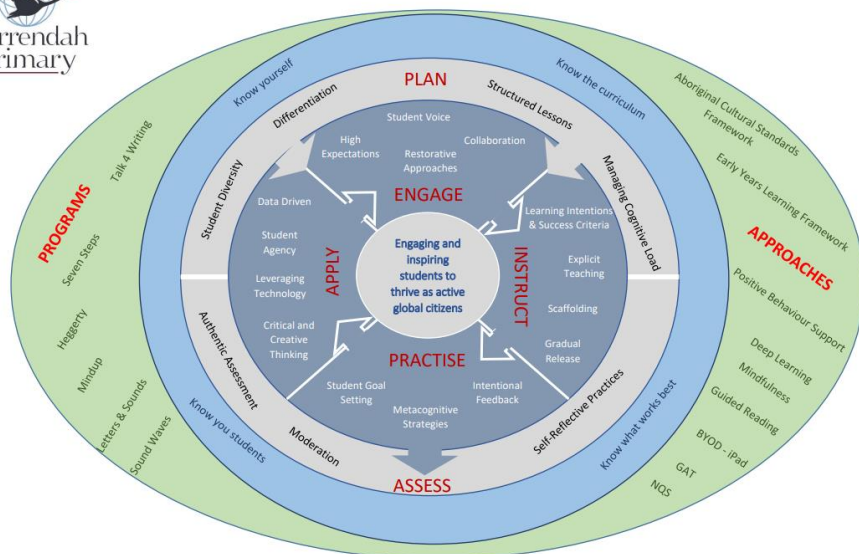 PLAN
Know yourself
Know the curriculum
Differentiation
Structured Lessons
Student Diversity
Managing Cognitive Load
Student Voice
High
Expectations
Restorative
Approaches
Collaboration
ENGAGE
Data Driven
Student
Agency
Leveraging
Technology
Critical and
Creative
Thinking
APPLY
Engaging and
inspiring
students to
thrive as active
global citizens
INSTRUCT
Learning Intentions
& Success Criteria
Explicit
Teaching
Scaffolding
Gradual
Release
PRACTISE
Student Goal
Setting
Metacognitive
Strategies
Intentional
Feedback
Authentic Assessment
Moderation
Self-Reflective Practices
Know you students
Know what works best
ASSESS
PROGRAMS
Talk 4 Writing
Seven Steps
Heggerty
Mindup
Letters & Sounds
Sound Waves
APPROACHES
Aboriginal Cultural Standards
Framework
Early Years Learning Framework
Positive Behaviour Support
Deep Learning
Mindfulness
Guided Reading
BYOD - iPad
GAT
NQS